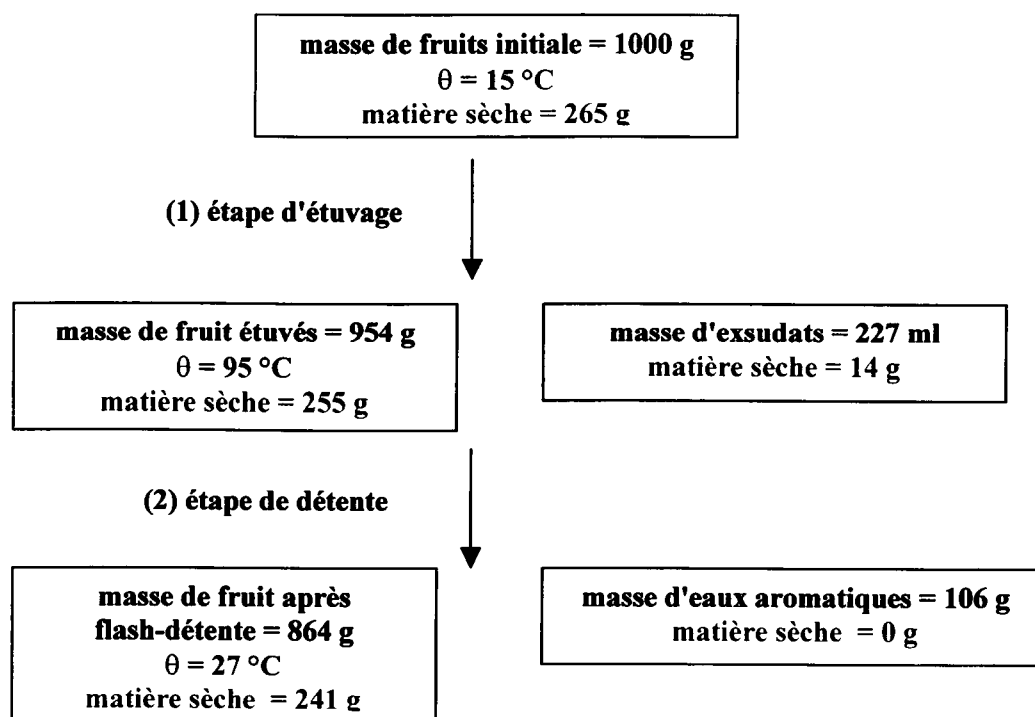 masse de fruits initiale = 1000 g
θ = 15 °C
matière sèche = 265 g
(1) étape d'étuvage
masse de fruit étuvés = 954 g
θ = 95 °C
matière sèche = 255 g
masse d'exsudats = 227 ml
matière sèche = 14 g
(2) étape de détente
masse de fruit après
flash-détente = 864 g
θ = 27 °C
matière sèche = 241 g
masse d'eaux aromatiques = 106 g
matière sèche = 0 g